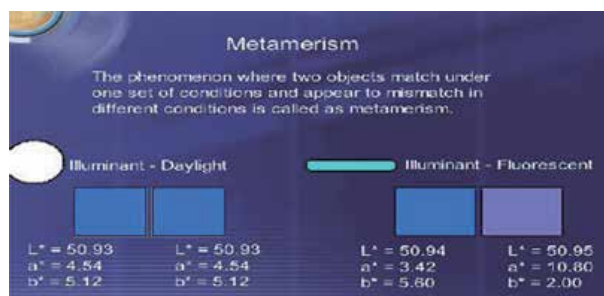 Metamerism
The phenomenon where two objects match under
one set of conditions and appear to mismatch in
different conditions is called as metamerism.
Illuminant - Daylight
Illuminant - Fluorescent
L* = 50.93
L* = 50.93
L* = 50.94
L* = 50.95
a* = 4.54
a* = 4.54
a* = 3.42
a* = 10.80
b* = 5.12
b* = 5.12
b* = 5.60
b* = 2.00